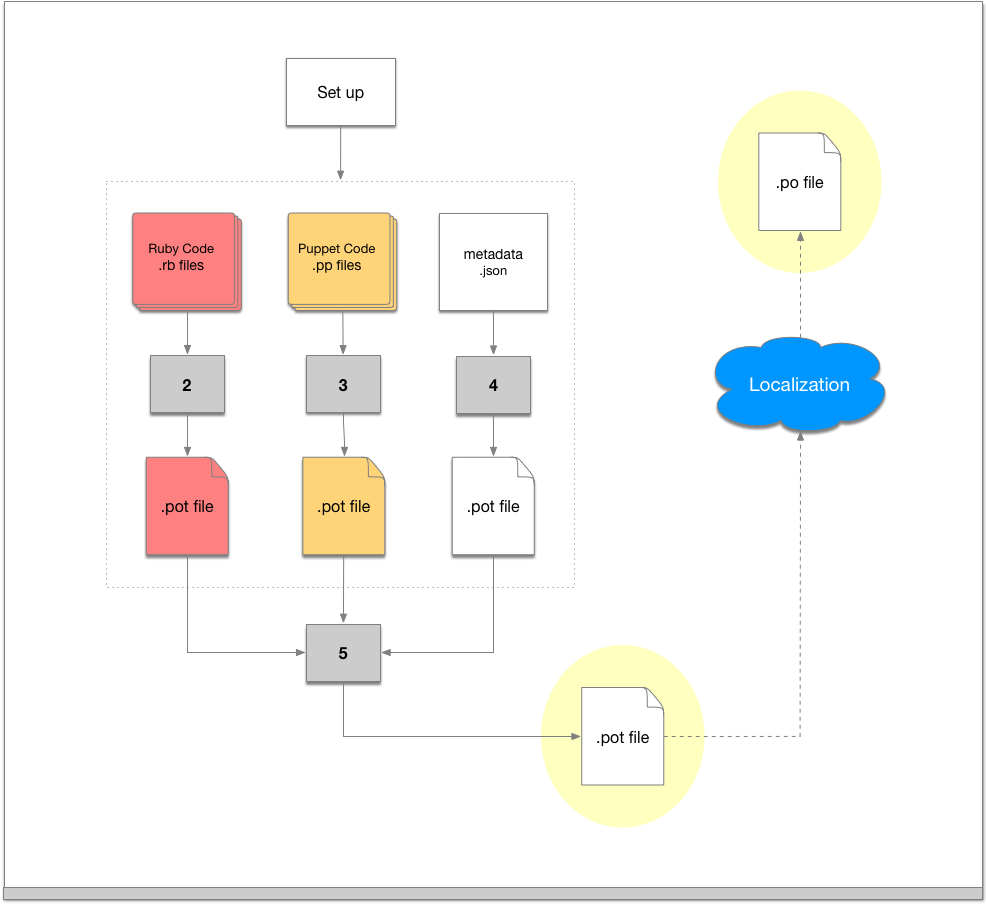 Set up
Ruby Code
.rb files
Puppet Code
.pp files
metadata
.json
2
3
4
.pot file
.pot file
.pot file
5
.pot file
Localization
.po file